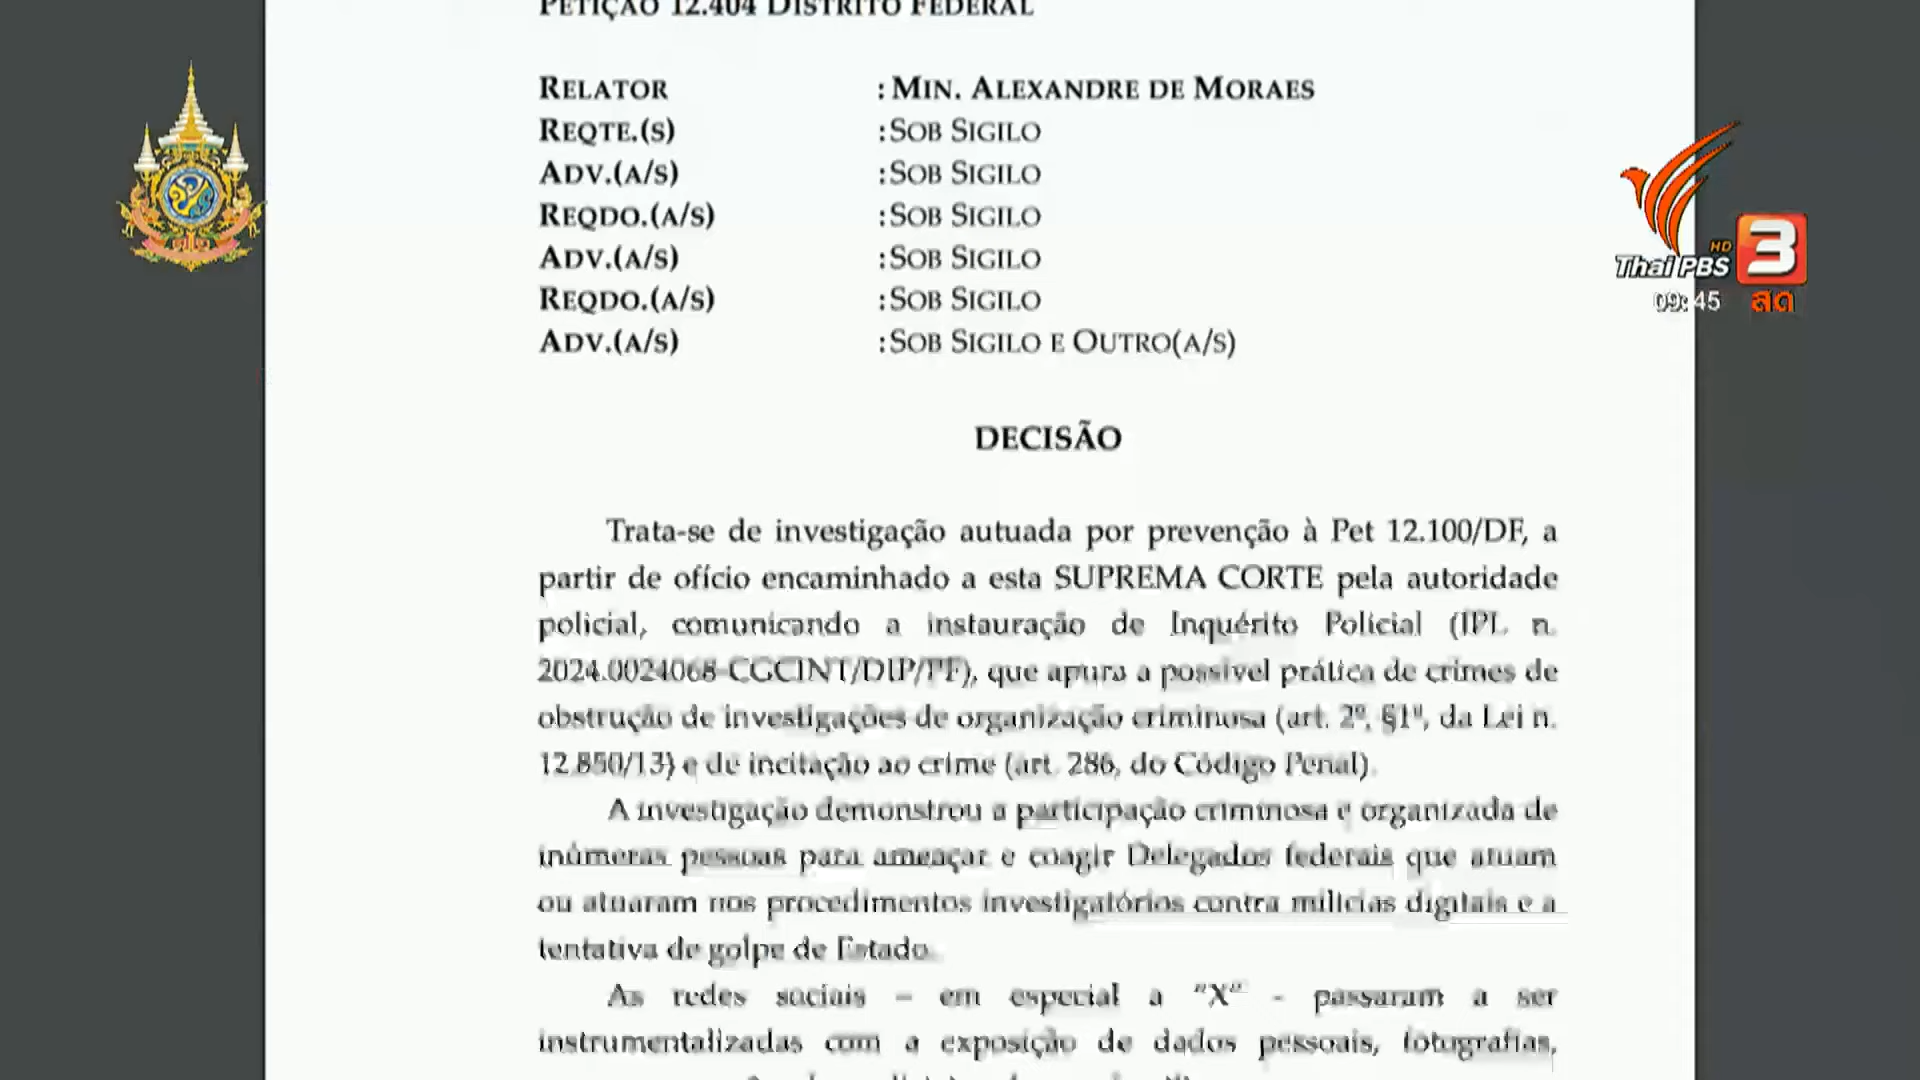 PETIÇÃO 12.404 DISTRITO FEDERAL
RELATOR : MIN. ALEXANDRE DE MORAES
REQTE.(S) : SOB SIGILO
ADV.(A/S) : SOB SIGILO
REQDO.(A/S) : SOB SIGILO
ADV.(A/S) : SOB SIGILO
REQDO.(A/S) : SOB SIGILO
ADV.(A/S) : SOB SIGILO E OUTRO(A/S)
HD
Thai PBS 3
09:45 สด
DECISÃO
Trata-se de investigação autuada por prevenção à Pet 12.100/DF, a
partir de ofício encaminhado a esta SUPREMA CORTE pela autoridade
policial, comunicando a instauração de Inquérito Policial (IPL n.
2024.0024068-CGCINT/DIP/PF), que apura a possível prática de crimes de
obstrução de investigações de organização criminosa (art. 2º, §1º, da Lei n.
12.850/13) e de incitação ao crime (art. 286, do Código Penal).
A investigação demonstrou a participação criminosa e organizada de
inúmeras pessoas para ameaçar e coagir Delegados federais que atuam
ou atuaram nos procedimentos investigatórios contra milícias digitais e a
tentativa de golpe de Estado.
As redes sociais – em especial a “X” - passaram a ser
instrumentalizadas com a exposição de dados pessoais, fotografias,